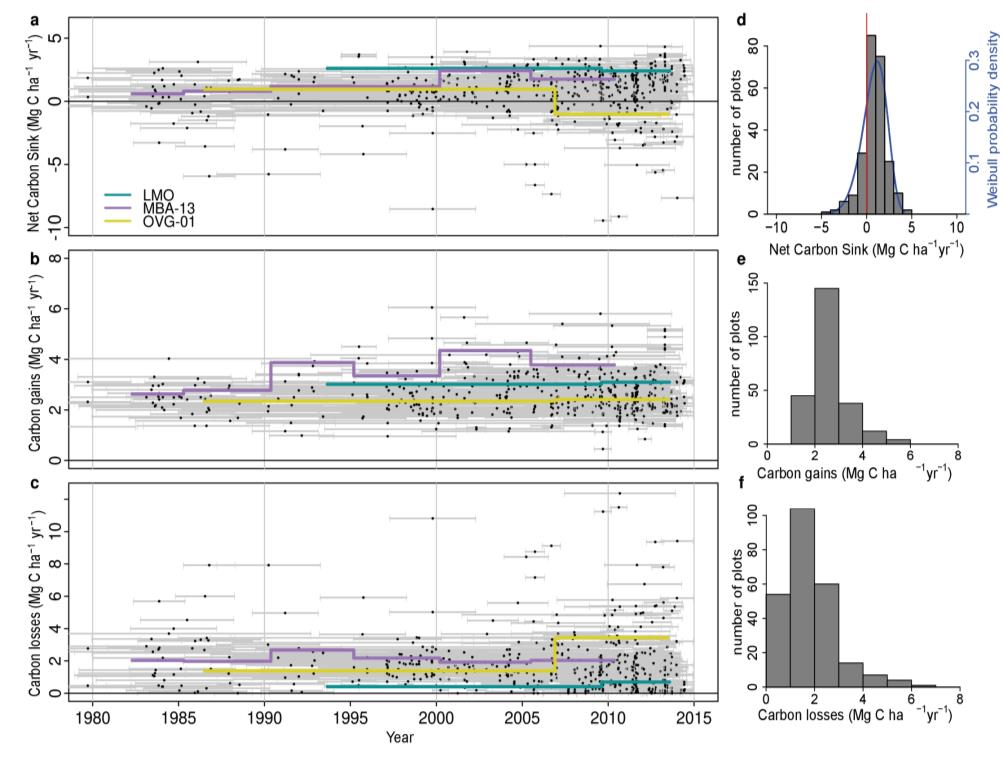 a
Net Carbon Sink (Mg C ha⁻¹ yr⁻¹)
5
0
−5
−10
LMO
MBA-13
OVG-01
b
Carbon gains (Mg C ha⁻¹ yr⁻¹)
8
6
4
2
0
c
Carbon losses (Mg C ha⁻¹ yr⁻¹)
10
8
6
4
2
0
1980 1985 1990 1995 2000 2005 2010 2015
Year
d
number of plots
80
60
40
20
0
−10 −5 0 5 10
Net Carbon Sink (Mg C ha⁻¹yr⁻¹)
0.3
0.2
0.1
Weibull probability density
e
number of plots
150
100
50
0
0 2 4 6 8
Carbon gains (Mg C ha ⁻¹yr⁻¹)
f
number of plots
100
80
60
40
20
0
0 2 4 6 8
Carbon losses (Mg C ha ⁻¹yr⁻¹)